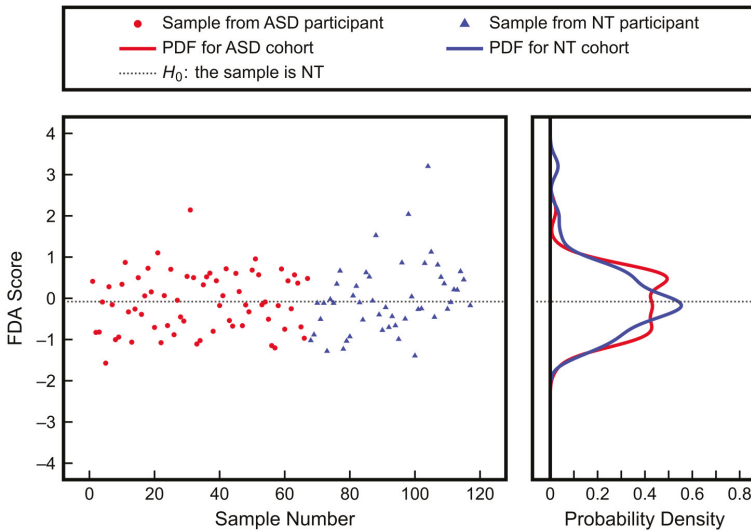 Sample from ASD participant
Sample from NT participant
PDF for ASD cohort
PDF for NT cohort
H₀: the sample is NT
FDA Score
4
3
2
1
0
–1
–2
–3
–4
0 20 40 60 80 100 120
Sample Number
0 0.2 0.4 0.6 0.8
Probability Density